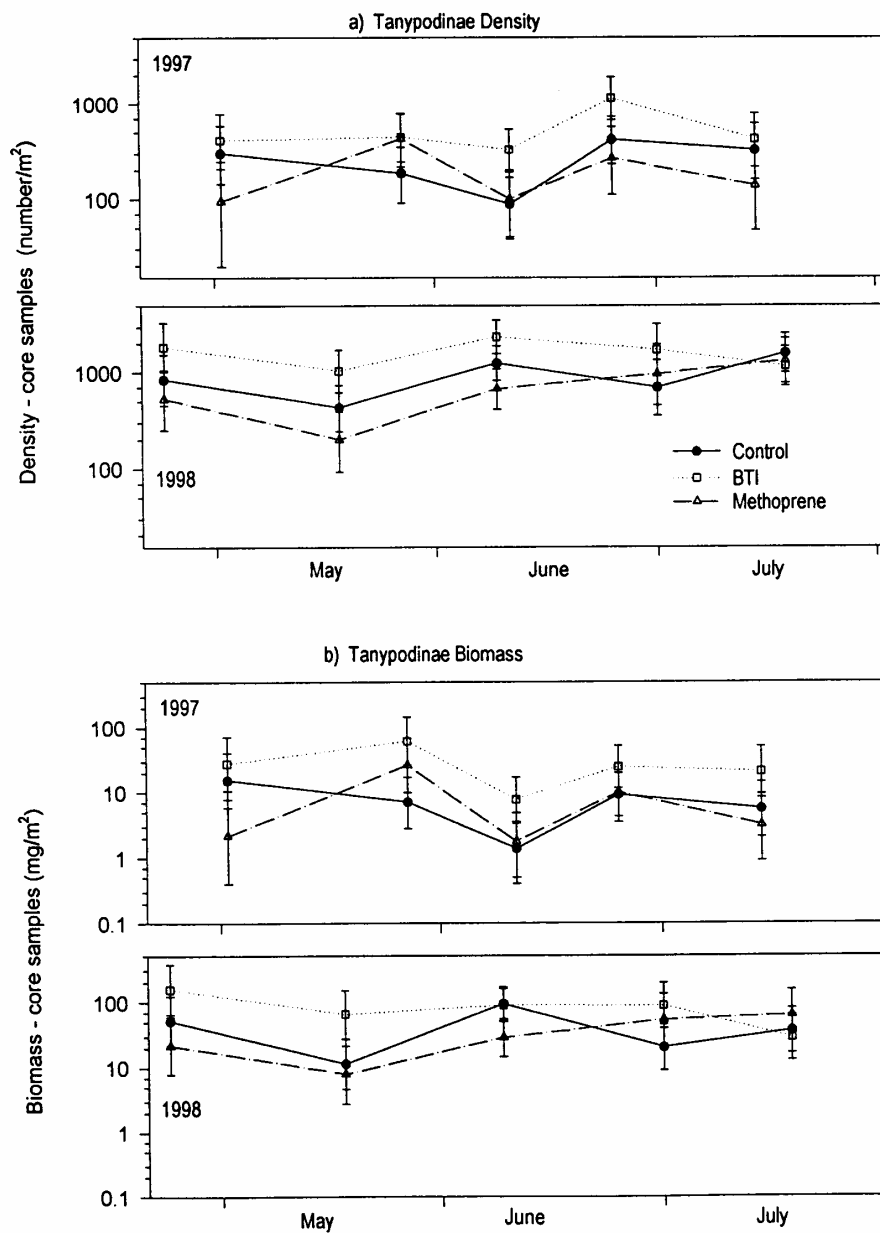 a) Tanypodinae Density
1997
1000
100
Density - core samples (number/m²)
1000
100
1998
Control
BTI
Methoprene
May June July
b) Tanypodinae Biomass
1997
100
10
1
0.1
Biomass - core samples (mg/m²)
100
10
1
0.1
1998
May June July